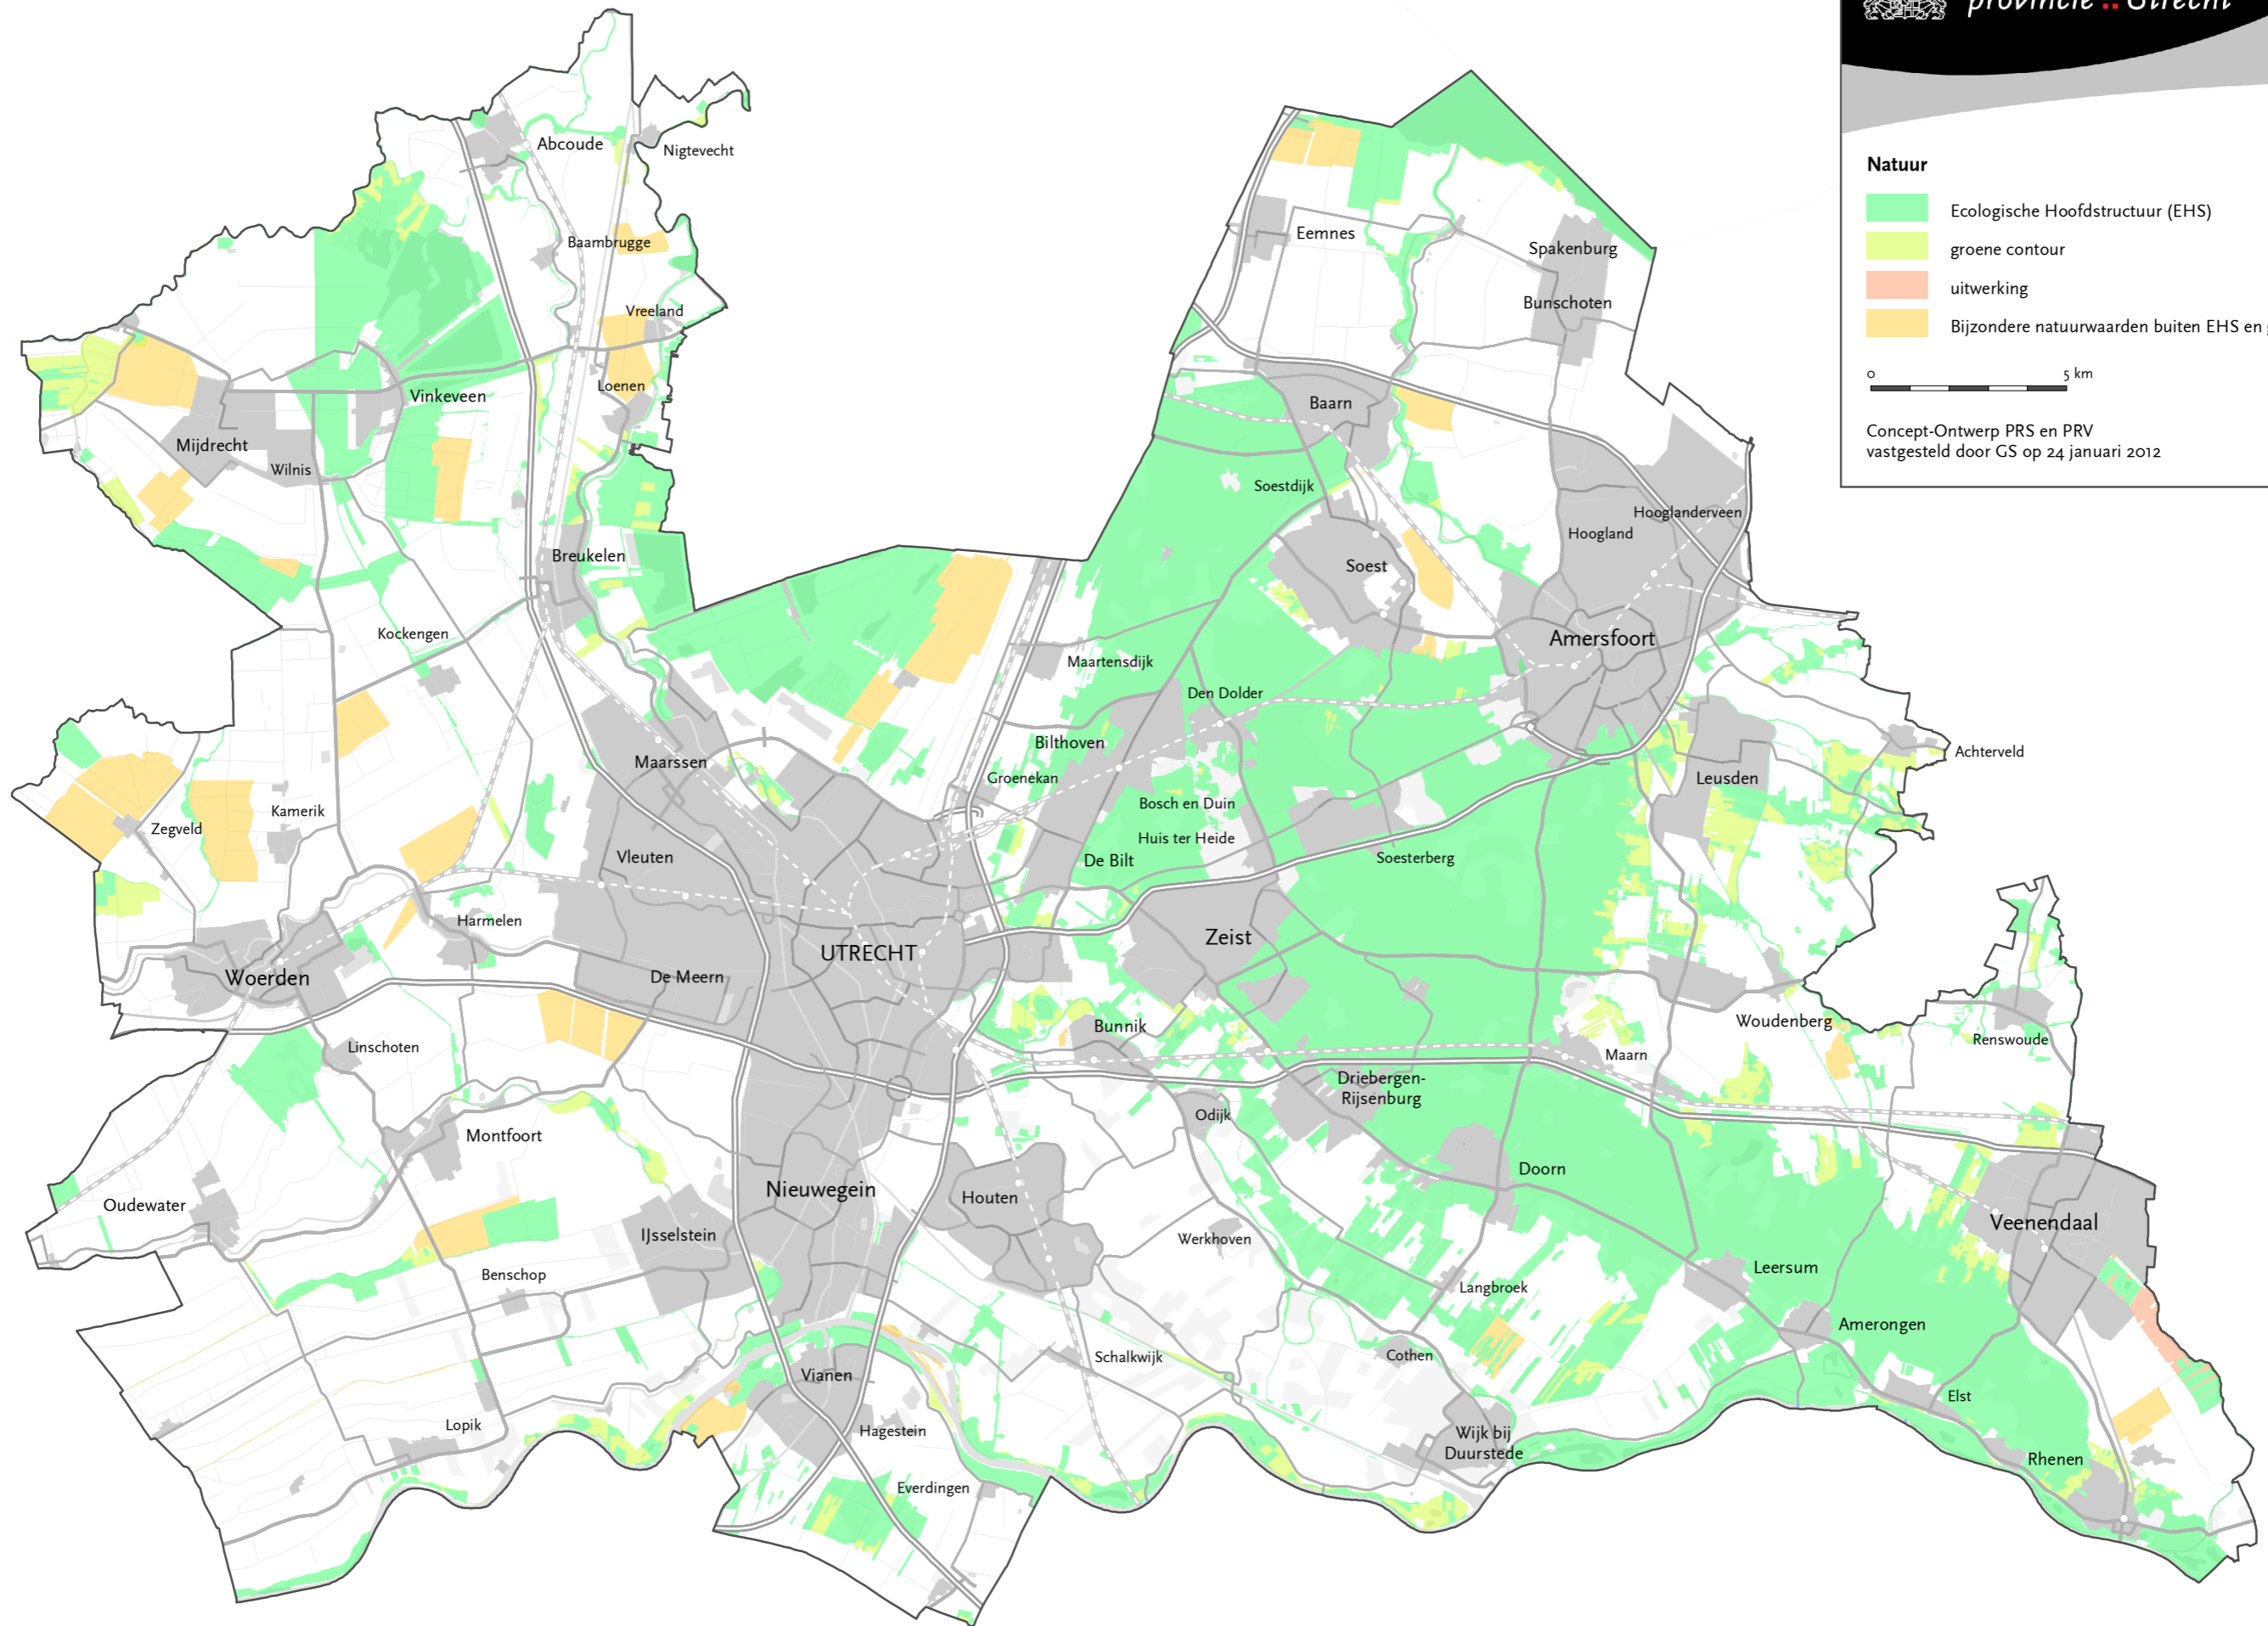 provincie :: Utrecht
Natuur
Ecologische Hoofdstructuur (EHS)
groene contour
uitwerking
Bijzondere natuurwaarden buiten EHS en
0 5 km
Concept-Ontwerp PRS en PRV
vastgesteld door GS op 24 januari 2012
Abcoude
Nigtevecht
Baambrugge
Eemnes
Spakenburg
Bunschoten
Vreeland
Loenen
Vinkeveen
Baarn
Mijdrecht
Wilnis
Soestdijk
Hooglanderveen
Hoogland
Breukelen
Soest
Kockengen
Amersfoort
Maartensdijk
Den Dolder
Bilthoven
Achterveld
Maarssen
Groenekan
Leusden
Bosch en Duin
Kamerik
Zegveld
Huis ter Heide
Vleuten
De Bilt
Soesterberg
Harmelen
Zeist
UTRECHT
Woerden
De Meern
Woudenberg
Bunnik
Renswoude
Linschoten
Maarn
Driebergen-
Rijsenburg
Odijk
Montfoort
Doorn
Nieuwegein
Houten
Oudewater
Veenendaal
IJsselstein
Werkhoven
Leersum
Benschop
Langbroek
Amerongen
Schalkwijk
Cothen
Vianen
Elst
Lopik
Hagestein
Wijk bij
Duurstede
Rhenen
Everdingen